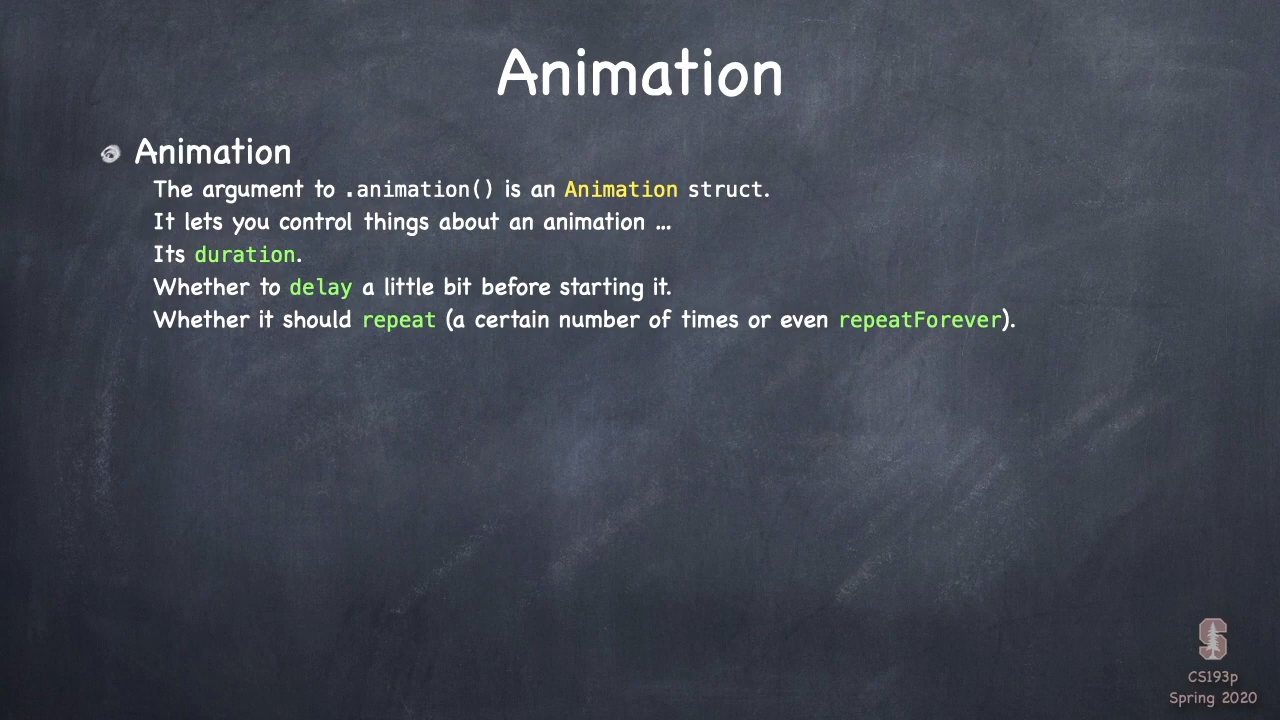 Animation
Animation
The argument to .animation() is an Animation struct.
It lets you control things about an animation ...
Its duration.
Whether to delay a little bit before starting it.
Whether it should repeat (a certain number of times or even repeatForever).
S
CS193p
Spring 2020